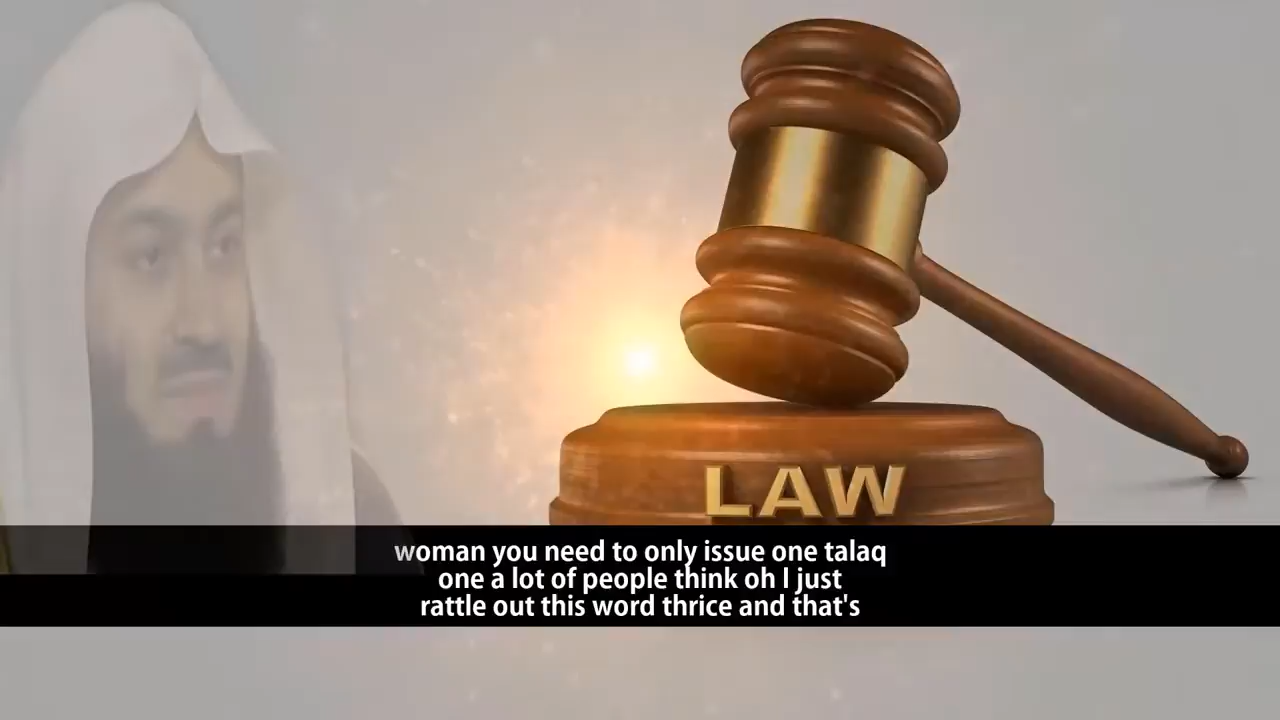 LAW
woman you need to only issue one talaq
one a lot of people think oh I just
rattle out this word thrice and that's